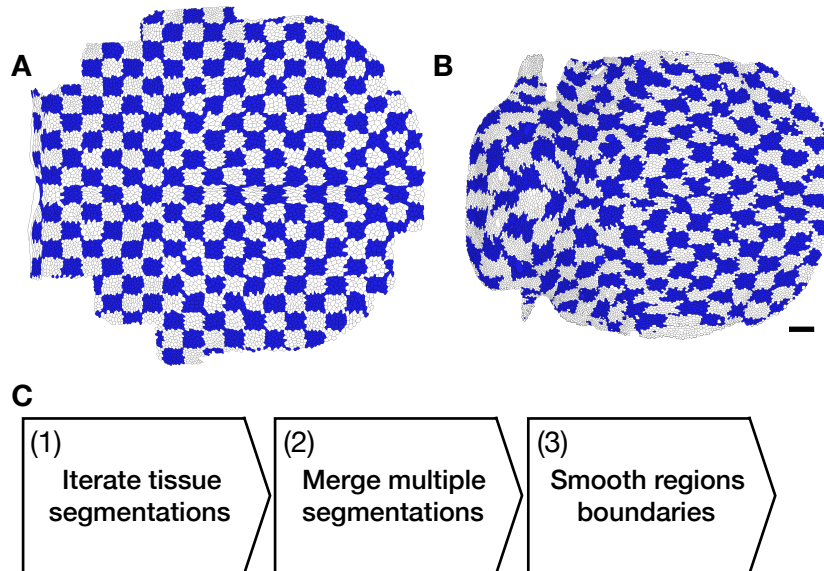 A
B
C
(1)
Iterate tissue
segmentations
(2)
Merge multiple
segmentations
(3)
Smooth regions
boundaries